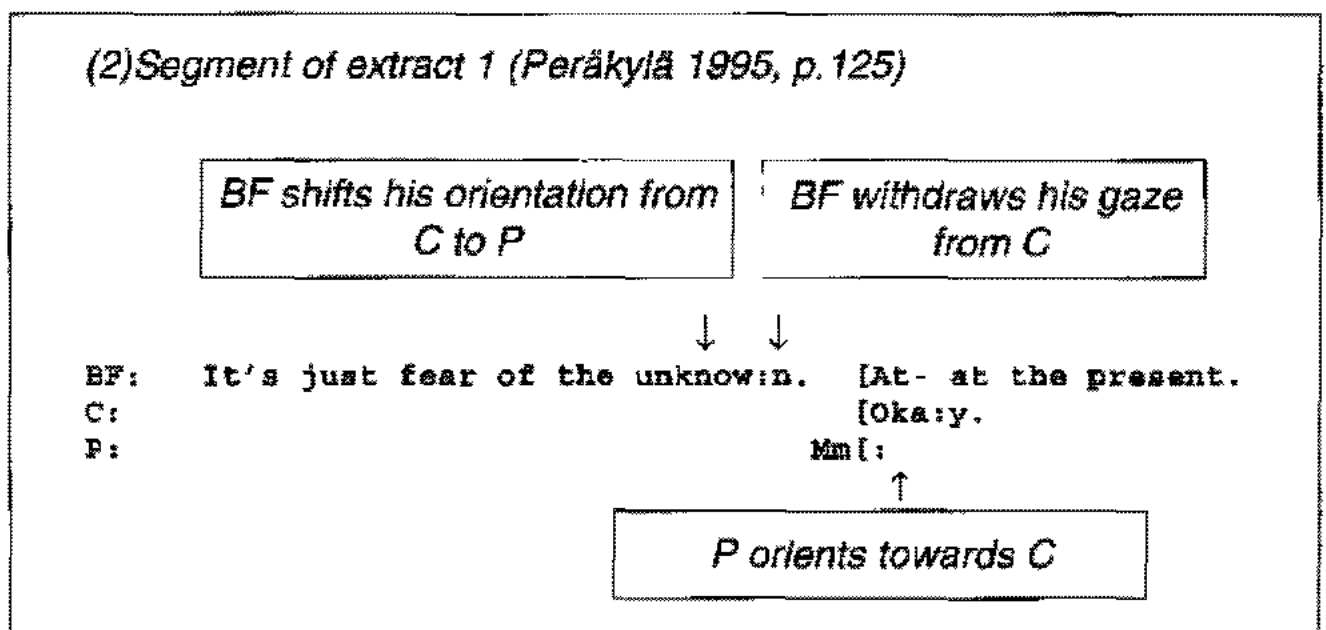 (2)Segment of extract 1 (Peräkylä 1995, p.125)
BF shifts his orientation from
C to P
BF withdraws his gaze
from C
↓ ↓
BF: It's just fear of the unknow:n. [At- at the present.
C: [Oka:y.
P: Mm[:
↑
P orients towards C